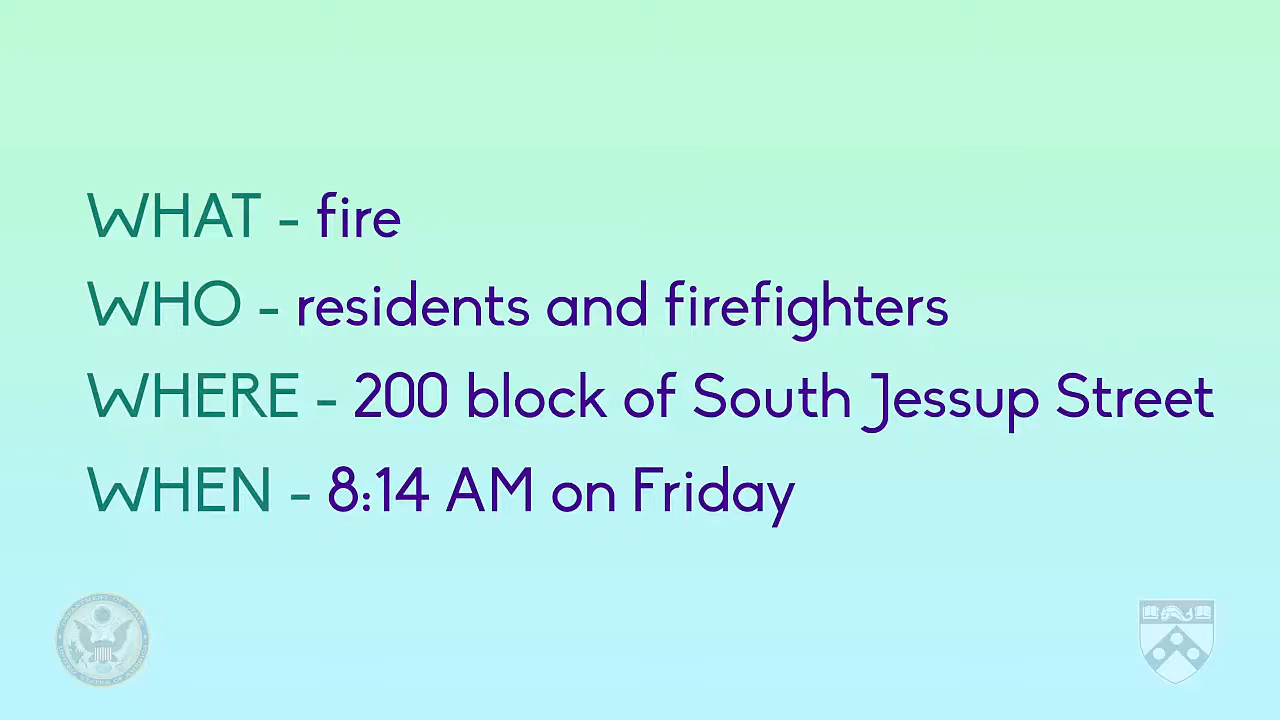 WHAT - fire
WHO - residents and firefighters
WHERE - 200 block of South Jessup Street
WHEN - 8:14 AM on Friday